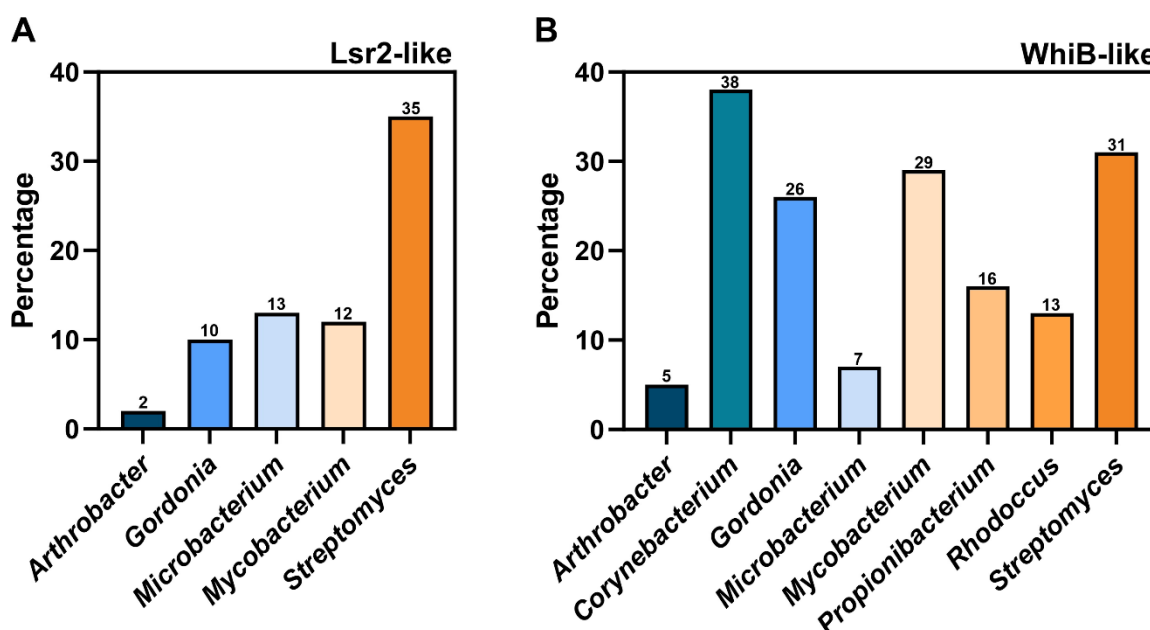 A
Lsr2-like
Percentage
40
30
20
10
0
2
10
13
12
35
Arthrobacter
Gordonia
Microbacterium
Mycobacterium
Streptomyces
B
WhiB-like
Percentage
40
30
20
10
0
5
38
26
7
29
16
13
31
Arthrobacter
Corynebacterium
Gordonia
Microbacterium
Mycobacterium
Propionibacterium
Rhodoccus
Streptomyces